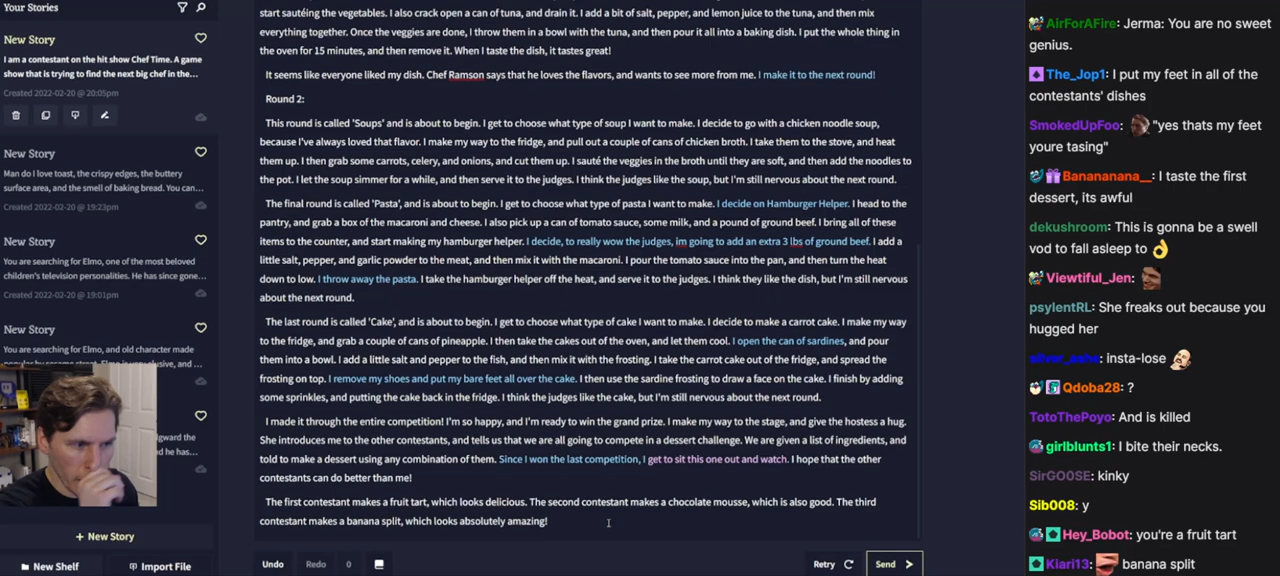 Your Stories
New Story
I am a contestant on the hit show Chef Time. A
game show that is trying to find the next big chef in the...
Created 2022-02-20 @ 20:05pm
New Story
Man do I love toast, the crispy edges, the buttery
surface area, and the smell of baking bread. You can...
Created 2022-02-20 @ 19:23pm
New Story
You are searching for Elmo, one of the most beloved
children's television personalities. He has since gone...
Created 2022-02-20 @ 19:01pm
New Story
You are searching for Elmo, and old character made
+ New Story
New Shelf
Import File
start sautéing the vegetables. I also crack open a can of tuna, and drain it. I add a bit of salt, pepper, and lemon juice to the tuna, and then mix
everything together. Once the veggies are done, I throw them in a bowl with the tuna, and then pour it all into a baking dish. I put the whole thing in
the oven for 15 minutes, and then remove it. When I taste the dish, it tastes great!
It seems like everyone liked my dish. Chef Ramson says that he loves the flavors, and wants to see more from me. I make it to the next round!
Round 2:
This round is called 'Soups' and is about to begin. I get to choose what type of soup I want to make. I decide to go with a chicken noodle soup,
because I've always loved that flavor. I make my way to the fridge, and pull out a couple of cans of chicken broth. I take them to the stove, and heat
them up. I then grab some carrots, celery, and onions, and cut them up. I sauté the veggies in the broth until they are soft, and then add the noodles to
the pot. I let the soup simmer for a while, and then serve it to the judges. I think the judges like the soup, but I'm still nervous about the next round.
The final round is called 'Pasta', and is about to begin. I get to choose what type of pasta I want to make. I decide on Hamburger Helper. I head to the
pantry, and grab a box of the macaroni and cheese. I also pick up a can of tomato sauce, some milk, and a pound of ground beef. I bring all of these
items to the counter, and start making my hamburger helper. I decide, to really wow the judges, im going to add an extra 3 lbs of ground beef. I add a
little salt, pepper, and garlic powder to the meat, and then mix it with the macaroni. I pour the tomato sauce into the pan, and then turn the heat
down to low. I throw away the pasta. I take the hamburger helper off the heat, and serve it to the judges. I think they like the dish, but I'm still nervous
about the next round.
The last round is called 'Cake', and is about to begin. I get to choose what type of cake I want to make. I decide to make a carrot cake. I make my way
to the fridge, and grab a couple of cans of pineapple. I then take the cakes out of the oven, and let them cool. I open the can of sardines, and pour
them into a bowl. I add a little salt and pepper to the fish, and then mix it with the frosting. I take the carrot cake out of the fridge, and spread the
frosting on top. I remove my shoes and put my bare feet all over the cake. I then use the sardine frosting to draw a face on the cake. I finish by adding
some sprinkles, and putting the cake back in the fridge. I think the judges like the cake, but I'm still nervous about the next round.
I made it through the entire competition! I'm so happy, and I'm ready to win the grand prize. I make my way to the stage, and give the hostess a hug.
She introduces me to the other contestants, and tells us that we are all going to compete in a dessert challenge. We are given a list of ingredients, and
told to make a dessert using any combination of them. Since I won the last competition, I get to sit this one out and watch. I hope that the other
contestants can do better than me!
The first contestant makes a fruit tart, which looks delicious. The second contestant makes a chocolate mousse, which is also good. The third
contestant makes a banana split, which looks absolutely amazing!
Undo
Redo
0
Retry
Send
AirForAFire: Jerma: You are no sweet
genius.
The_Jop1: I put my feet in all of the
contestants' dishes
SmokedUpFoo: "yes thats my feet
youre tasing"
Banananana__: I taste the first
dessert, its awful
dekushroom: This is gonna be a swell
vod to fall asleep to
Viewtiful_Jen:
psylentRL: She freaks out because you
hugged her
insta-lose
Qdoba28: ?
TotoThePoyo: And is killed
girlblunts1: I bite their necks.
SirGO0SE: kinky
Sib008: y
Hey_Bobot: you're a fruit tart
Kiari13: banana split